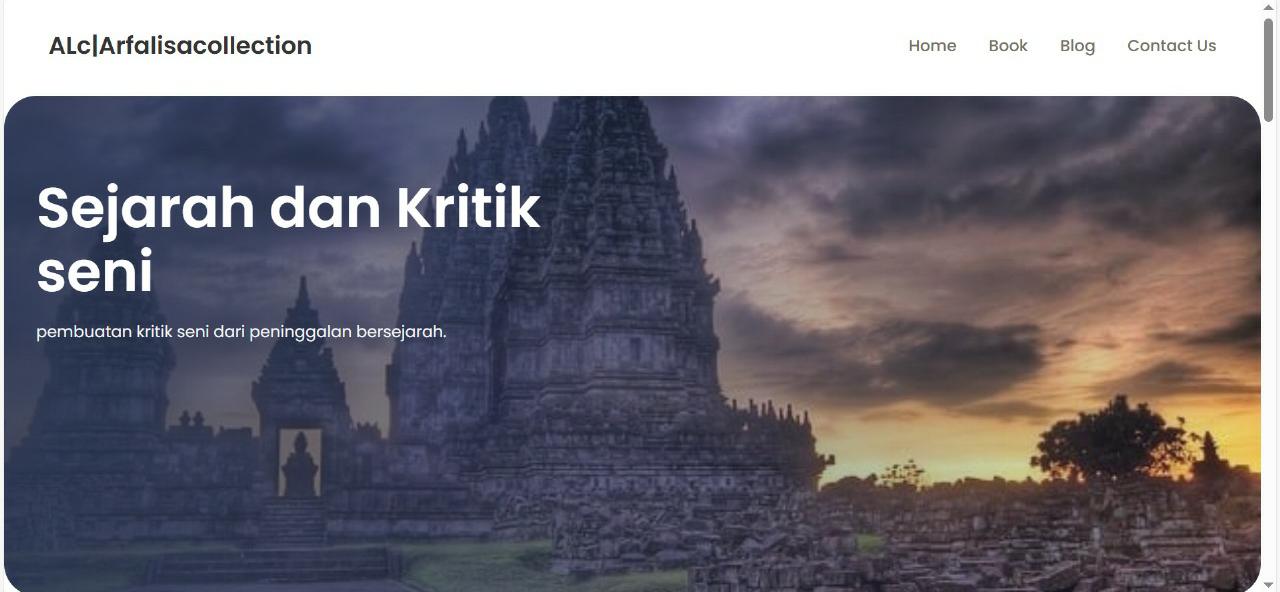 ALc|Arfalisacollection
Home Book Blog Contact Us
Sejarah dan Kritik
seni
pembuatan kritik seni dari peninggalan bersejarah.